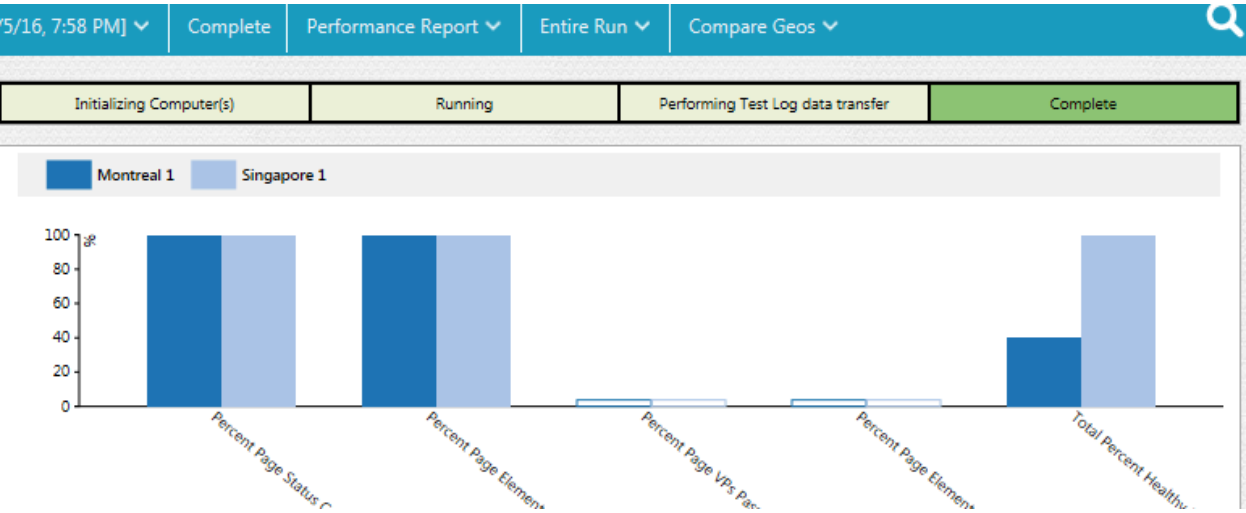 /5/16, 7:58 PM] Complete Performance Report Entire Run Compare Geos
Initializing Computer(s) Running Performing Test Log data transfer Complete
Montreal 1 Singapore 1
100
%
80
60
40
20
0
Percent Page Status
Percent Page
Percent Page VPs
Percent Page
Total Percent Healthy